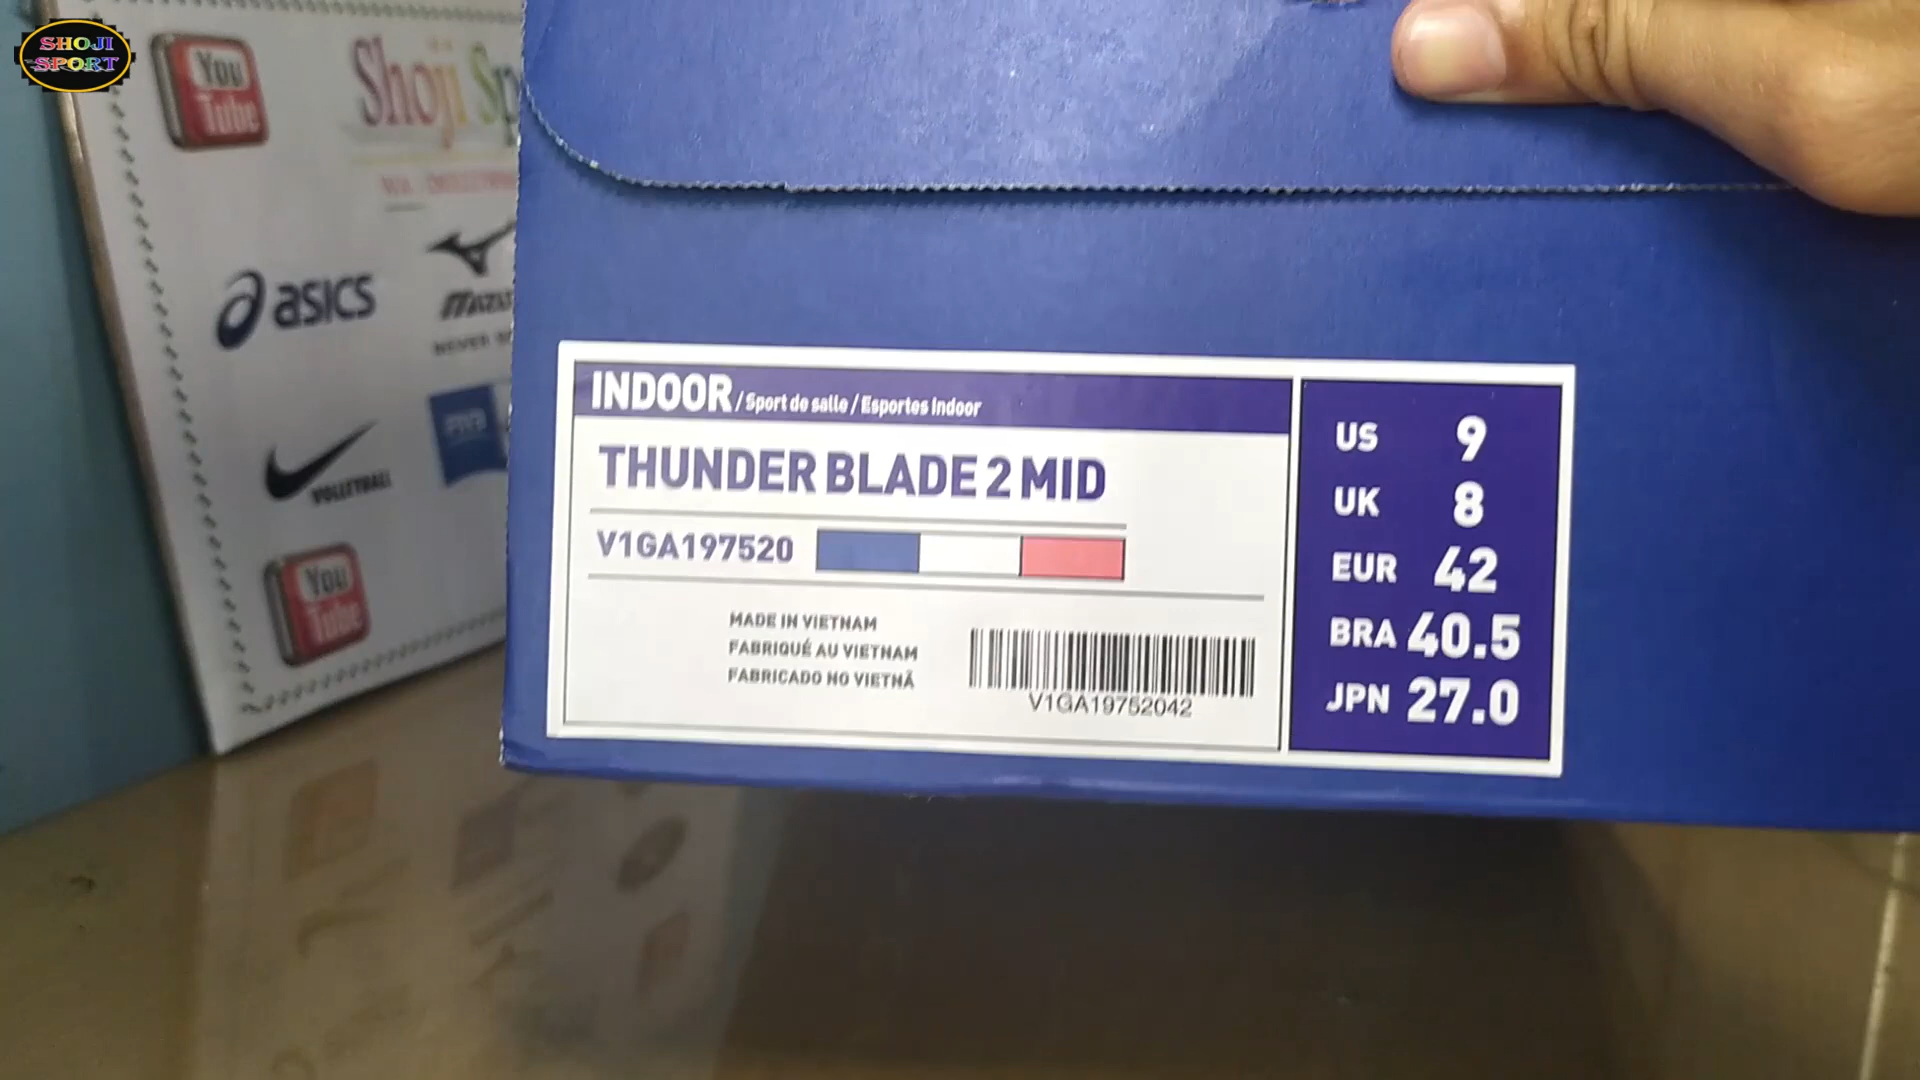 SHOJI
SPORT
You
Tube
Shoji
asics
VOLLEYBALL
You
Tube
INDOOR / Sport de salle / Esportes Indoor
THUNDER BLADE 2 MID
V1GA197520
MADE IN VIETNAM
FABRIQUÉ AU VIETNAM
FABRICADO NO VIETNÃ
V1GA19752042
US 9
UK 8
EUR 42
BRA 40.5
JPN 27.0